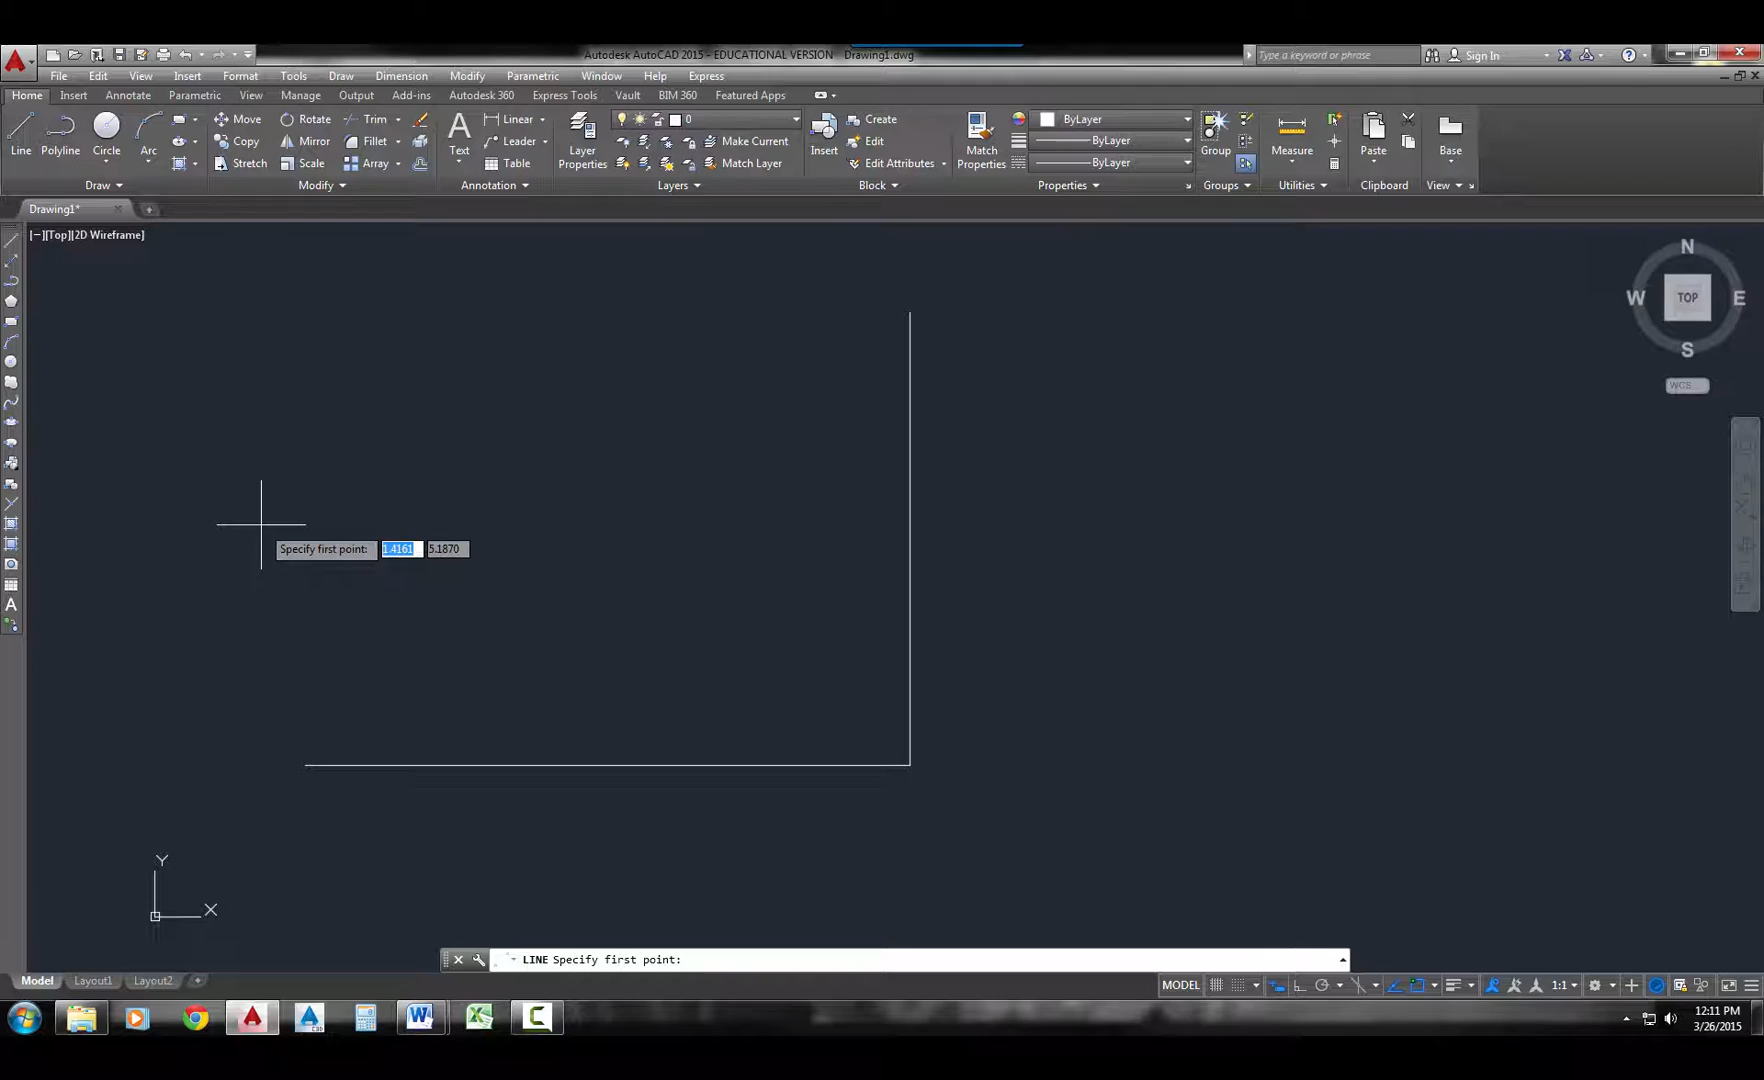 Autodesk AutoCAD 2015 - EDUCATIONAL VERSION Drawing1.dwg
Type a keyword or phrase
Sign In
File Edit View Insert Format Tools Draw Dimension Modify Parametric Window Help Express
Home Insert Annotate Parametric View Manage Output Add-ins Autodesk 360 Express Tools Vault BIM 360 Featured Apps
Move Rotate Trim Linear 0 Create ByLayer
Line Polyline Circle Arc Copy Mirror Fillet Text Leader Layer Properties Make Current Insert Edit Match Properties ByLayer Group Measure Paste Base
Stretch Scale Array Table Match Layer Edit Attributes ByLayer
Draw Modify Annotation Layers Block Properties Groups Utilities Clipboard View
Drawing1*
[−][Top][2D Wireframe]
N
W TOP E
S
WCS
Specify first point: 1.4161 5.1870
Y
X
LINE Specify first point:
Model Layout1 Layout2
MODEL 1:1
C3D
12:11 PM
3/26/2015